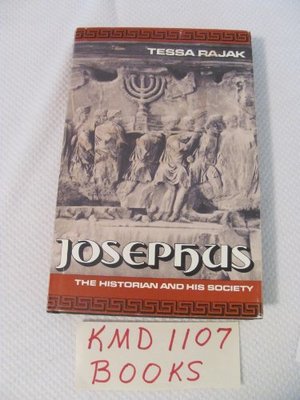 TESSA RAJAK
JOSEPHUS
THE HISTORIAN AND HIS SOCIETY
KMD 1107
BOOKS